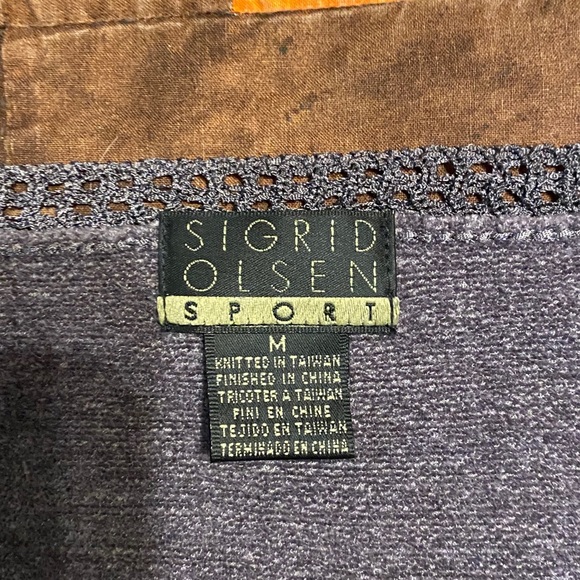 SIGRID
OLSEN
SPORT
M
KNITTED IN TAIWAN
FINISHED IN CHINA
TRICOTER A TAIWAN
FINI EN CHINE
TEJIDO EN TAIWAN
TERMINADO EN CHINA